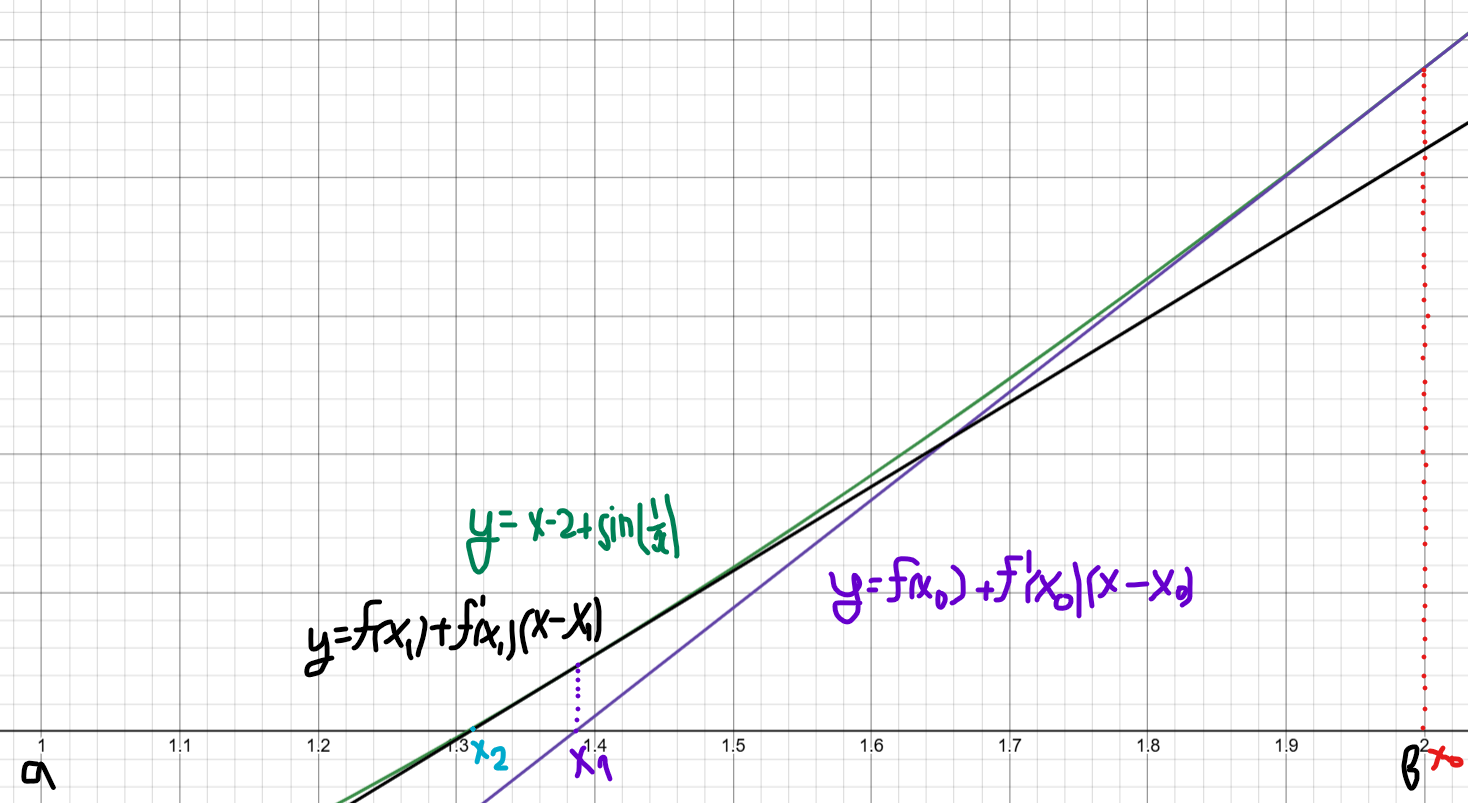 y=x-2+sin(1/x)
y=f(x₀)+f'(x₀)(x-x₀)
y=f(x₁)+f'(x₁)(x-x₁)
1 1.1 1.2 1.3 1.4 1.5 1.6 1.7 1.8 1.9 2
a x₂ x₁ B x₀